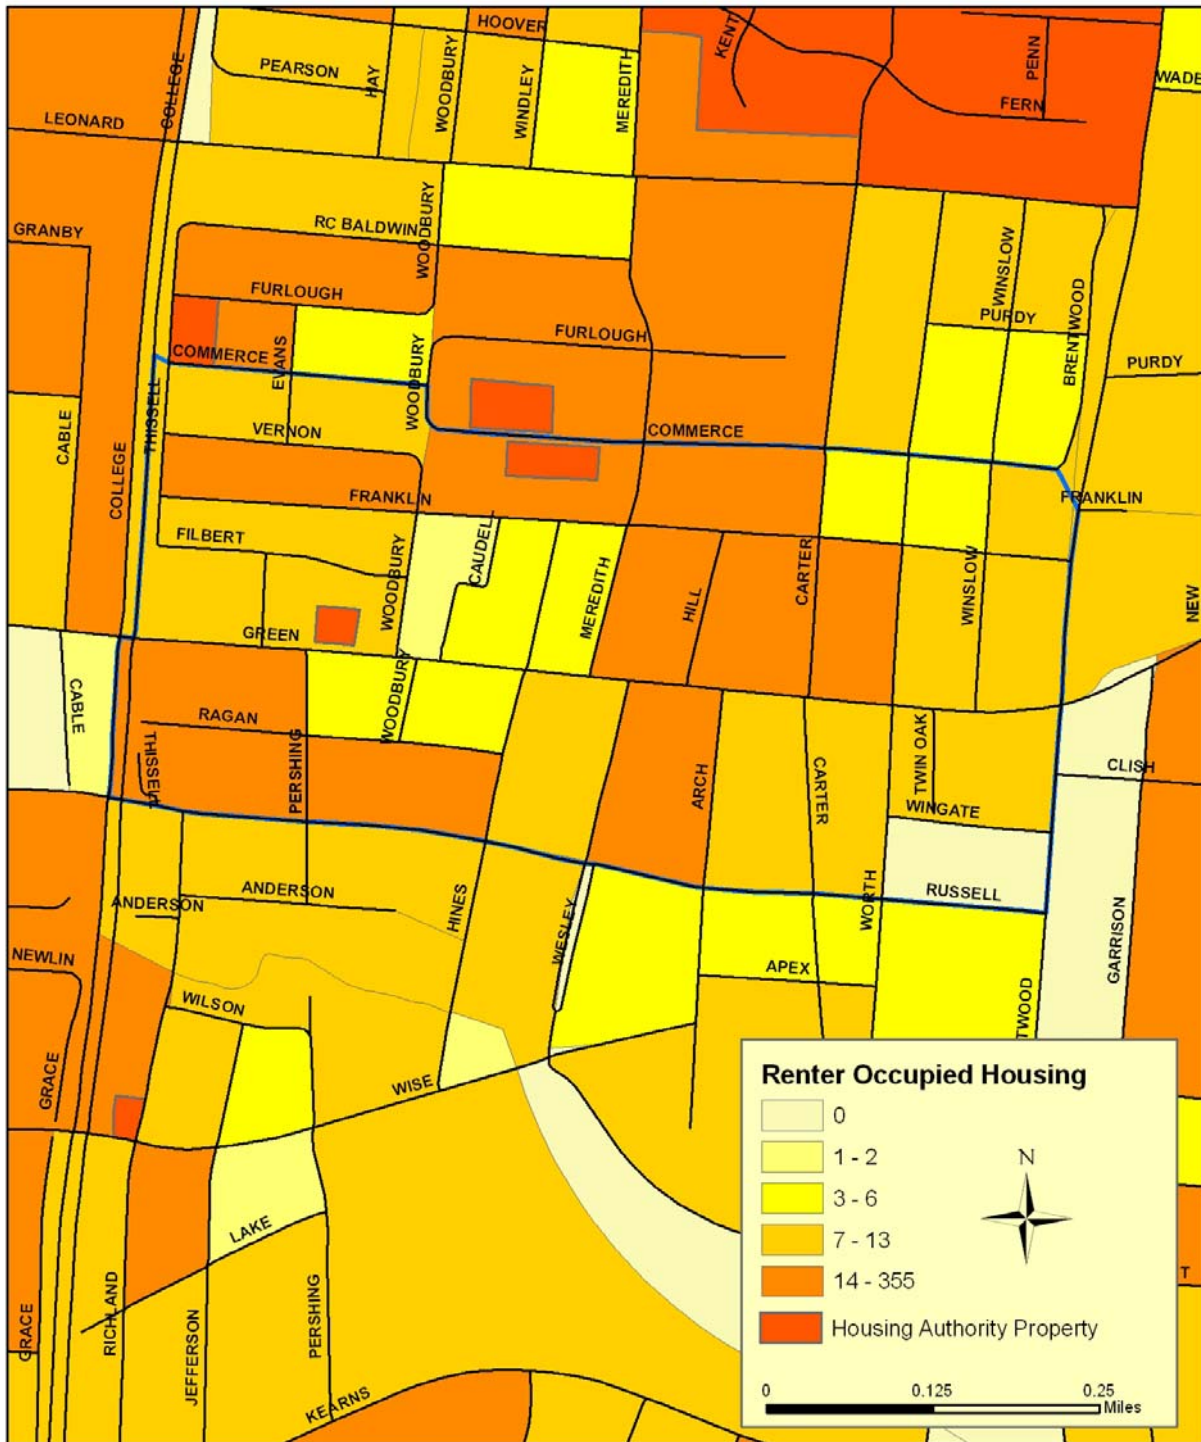 HOOVER
KENT
PENN
PEARSON
HAY
WOODBURY
WINDLEY
MEREDITH
COLLEGE
WADE
FERN
LEONARD
WOODBURY
RC BALDWIN
GRANBY
WINSLOW
FURLOUGH
PURDY
BRENTWOOD
FURLOUGH
COMMERCE
EVANS
WOODBURY
PURDY
THISSELL
CABLE
VERNON
COMMERCE
COLLEGE
FRANKLIN
FRANKLIN
FILBERT
CAUDELL
WOODBURY
MEREDITH
HILL
CARTER
WINSLOW
NEW
GREEN
CABLE
RAGAN
WOODBURY
THISSELL
PERSHING
ARCH
CARTER
TWIN OAK
CLISH
WINGATE
ANDERSON
ANDERSON
HINES
WESLEY
WORTH
RUSSELL
GARRISON
NEWLIN
APEX
WILSON
TWOOD
GRACE
WISE
LAKE
GRACE
RICHLAND
JEFFERSON
PERSHING
KEARNS
T
Renter Occupied Housing
0
1 - 2
N
3 - 6
7 - 13
14 - 355
Housing Authority Property
0 0.125 0.25
Miles